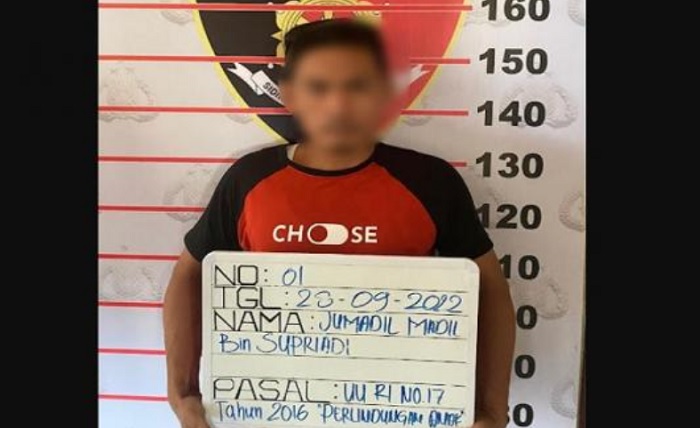 160
150
140
130
120
CHOSE
NO: 01
TGL: 28-09-2022
NAMA: JUMADIL MADIL
Bin SUPRIADI
PASAL: UU RI NO.17
Tahun 2016 "PERLINDUNGAN ANAK"